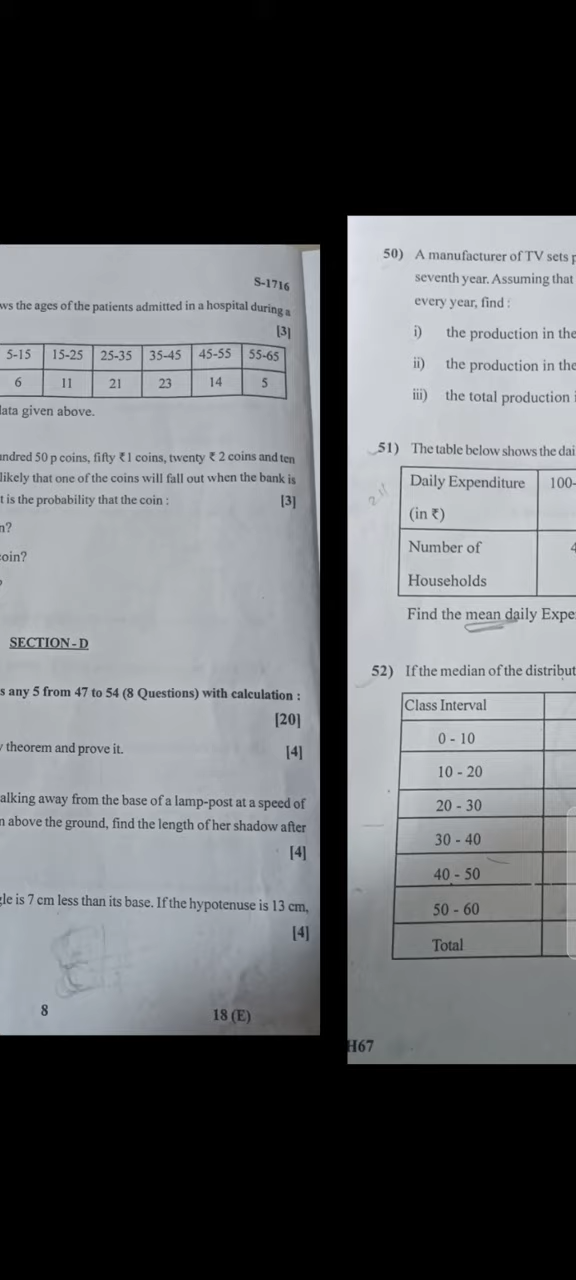 S-1716
ws the ages of the patients admitted in a hospital during a
[3]
5-15 15-25 25-35 35-45 45-55 55-65
6 11 21 23 14 5
lata given above.
undred 50 p coins, fifty ₹1 coins, twenty ₹ 2 coins and ten
likely that one of the coins will fall out when the bank is
t is the probability that the coin :
[3]
n?
coin?
?
SECTION-D
s any 5 from 47 to 54 (8 Questions) with calculation :
[20]
y theorem and prove it.
[4]
alking away from the base of a lamp-post at a speed of
n above the ground, find the length of her shadow after
[4]
gle is 7 cm less than its base. If the hypotenuse is 13 cm,
[4]
8
18 (E)
50) A manufacturer of TV sets p
seventh year. Assuming that
every year, find :
i) the production in the
ii) the production in the
iii) the total production i
51) The table below shows the dai
Daily Expenditure 100-
(in ₹)
Number of 4
Households
Find the mean daily Expe
52) If the median of the distribut
Class Interval
0 - 10
10 - 20
20 - 30
30 - 40
40 - 50
50 - 60
Total
H67